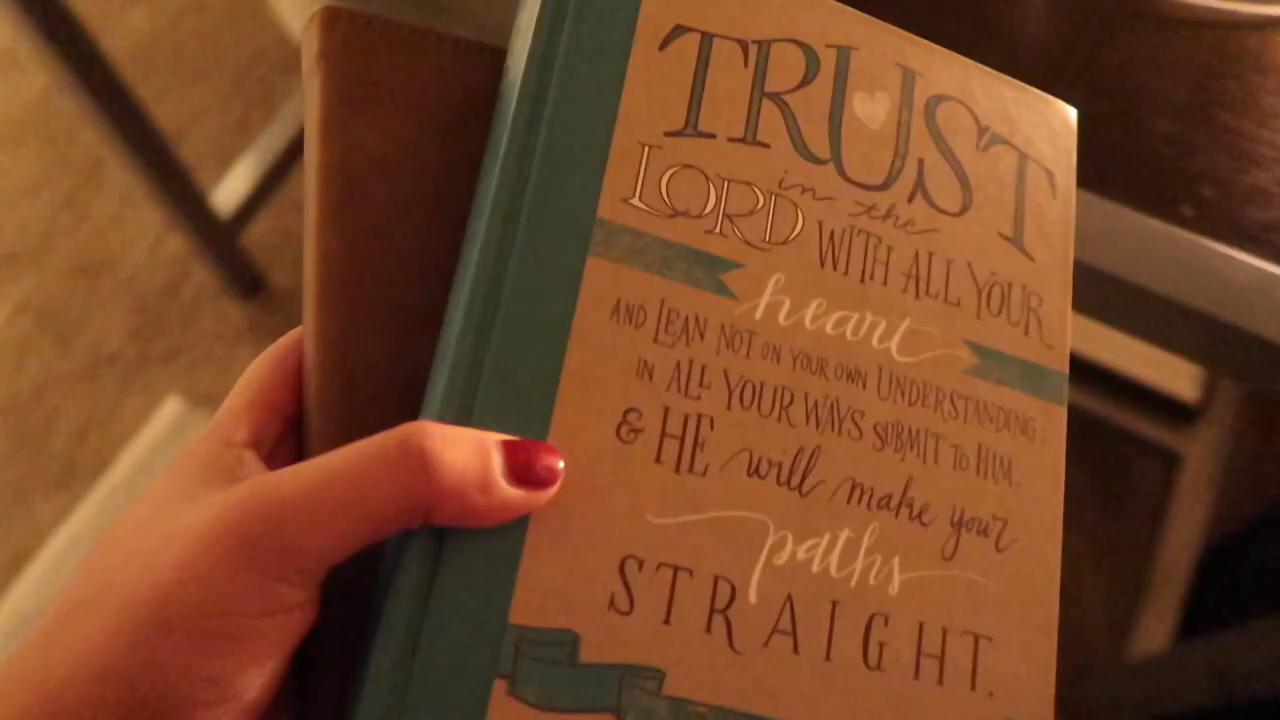 TRUST
in the
LORD WITH ALL YOUR
heart
AND LEAN NOT ON YOUR OWN UNDERSTANDING;
IN ALL YOUR WAYS SUBMIT TO HIM,
& HE will make your
paths
STRAIGHT.